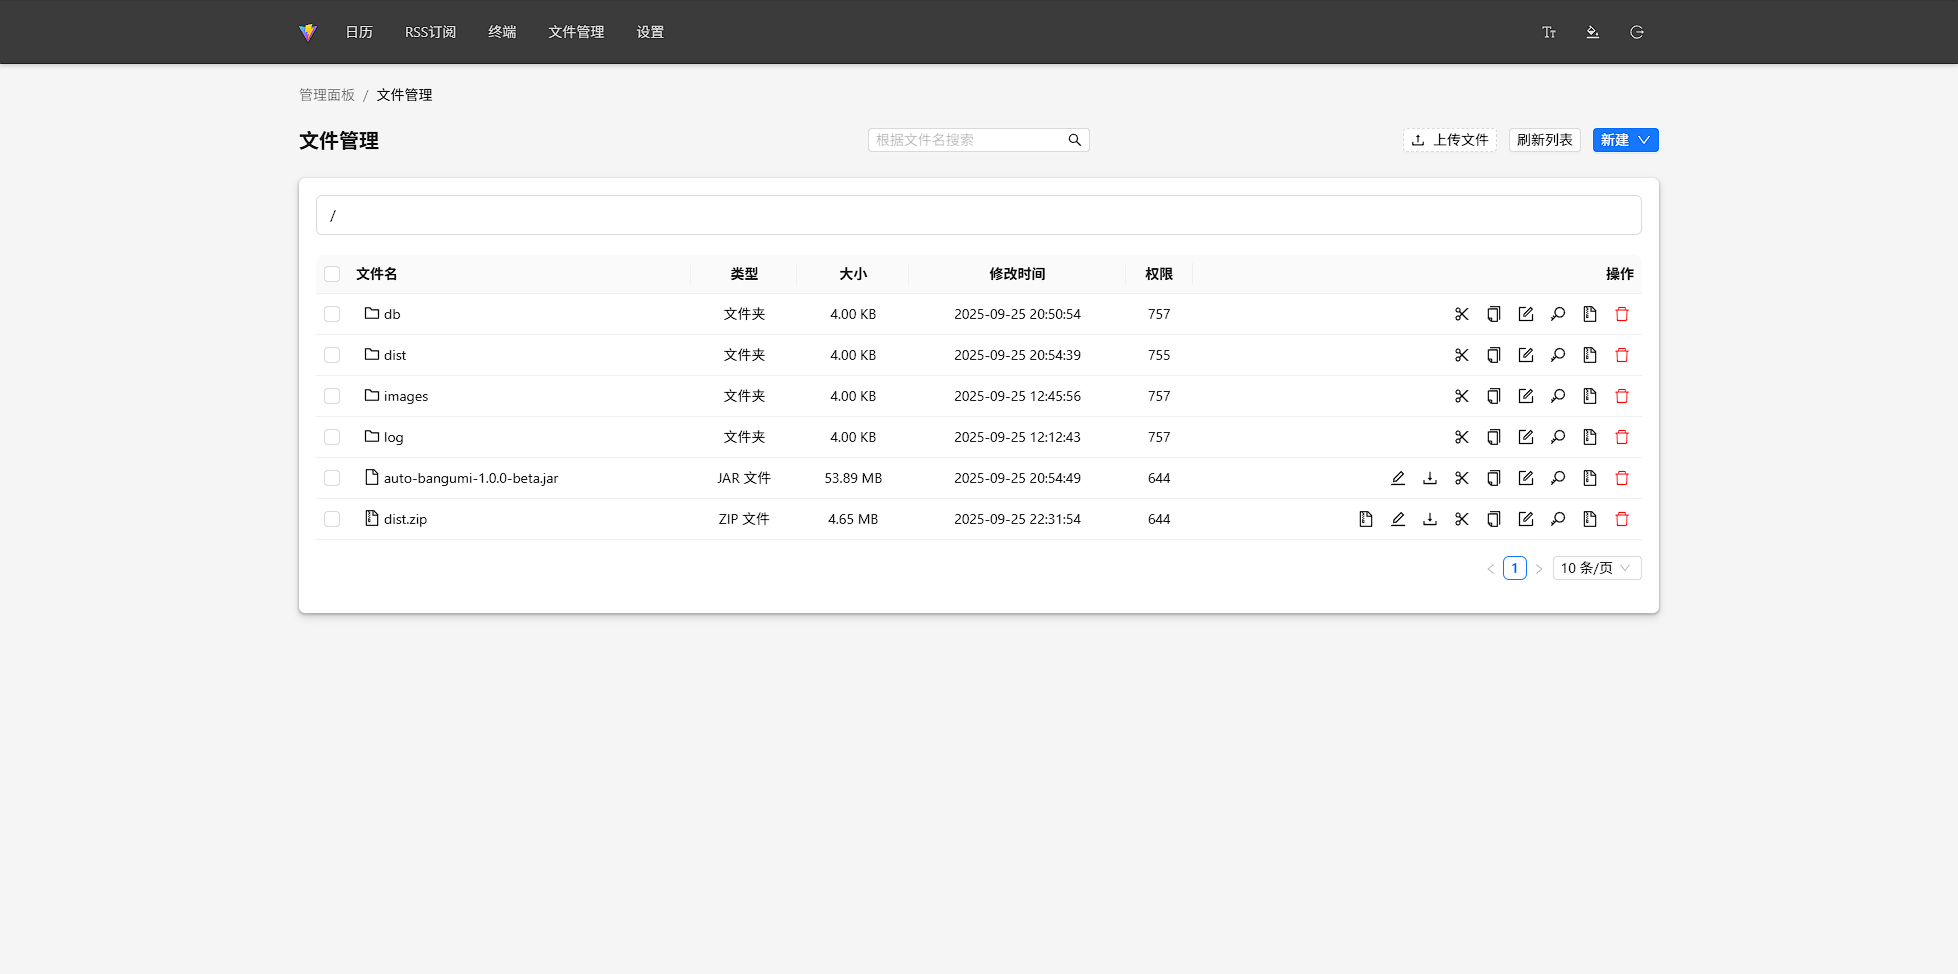 日历 RSS订阅 终端 文件管理 设置
管理面板 / 文件管理
文件管理 根据文件名搜索 上传文件 刷新列表 新建
/
文件名 类型 大小 修改时间 权限 操作
db 文件夹 4.00 KB 2025-09-25 20:50:54 757
dist 文件夹 4.00 KB 2025-09-25 20:54:39 755
images 文件夹 4.00 KB 2025-09-25 12:45:56 757
log 文件夹 4.00 KB 2025-09-25 12:12:43 757
auto-bangumi-1.0.0-beta.jar JAR 文件 53.89 MB 2025-09-25 20:54:49 644
dist.zip ZIP 文件 4.65 MB 2025-09-25 22:31:54 644
1 10 条/页